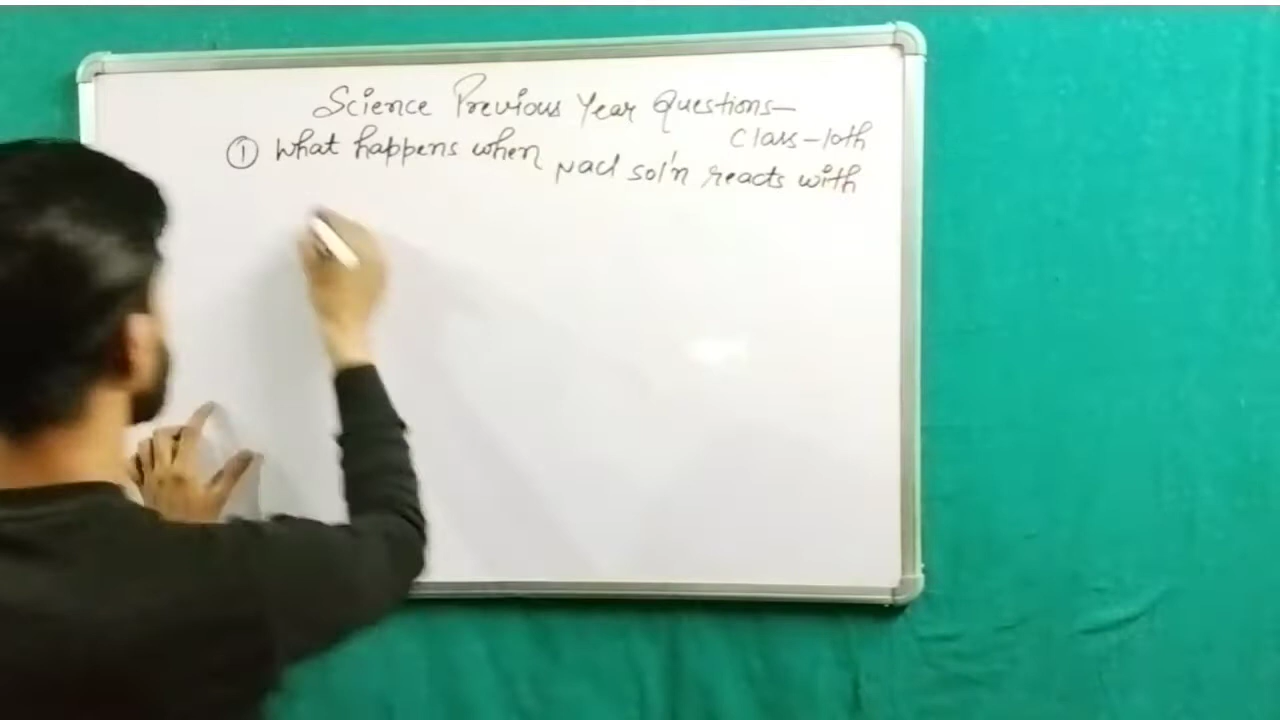 Science Previous Year Questions—
Class-10th
① What happens when Nacl sol'n reacts with